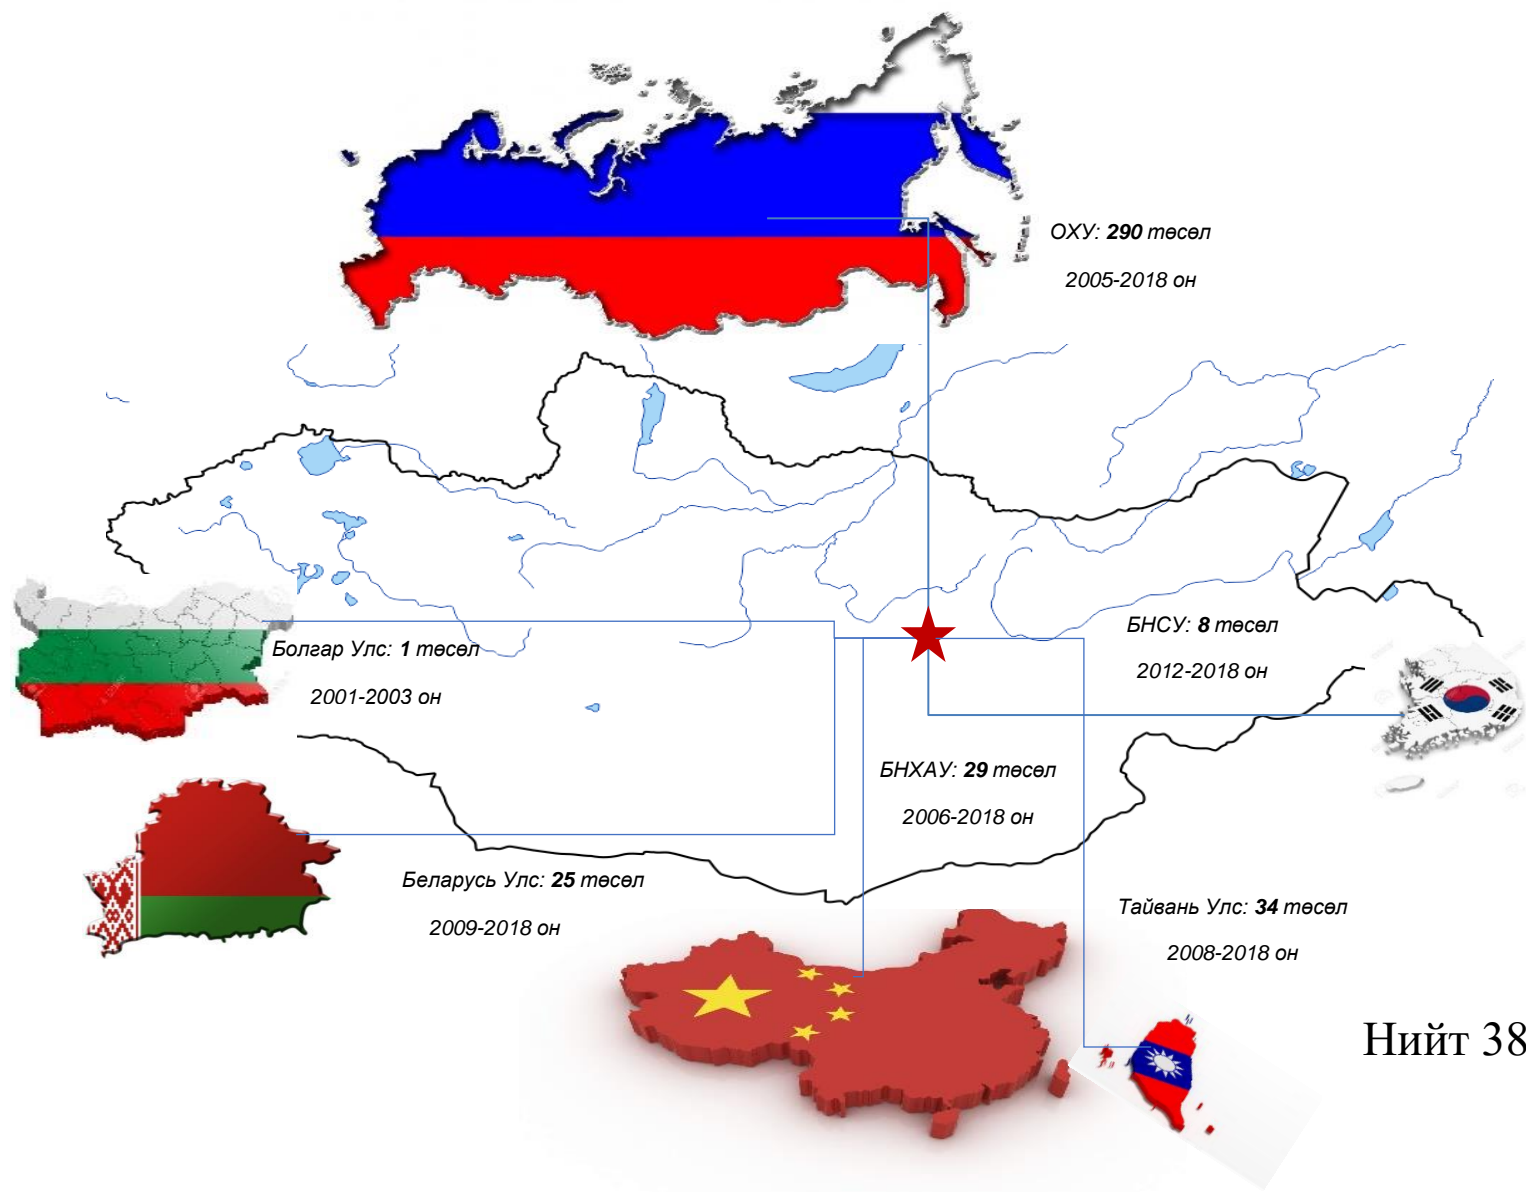 ОХУ: 290 төсөл
2005-2018 он
БНСУ: 8 төсөл
2012-2018 он
Болгар Улс: 1 төсөл
2001-2003 он
БНХАУ: 29 төсөл
2006-2018 он
Беларусь Улс: 25 төсөл
2009-2018 он
Тайвань Улс: 34 төсөл
2008-2018 он
Нийт 38